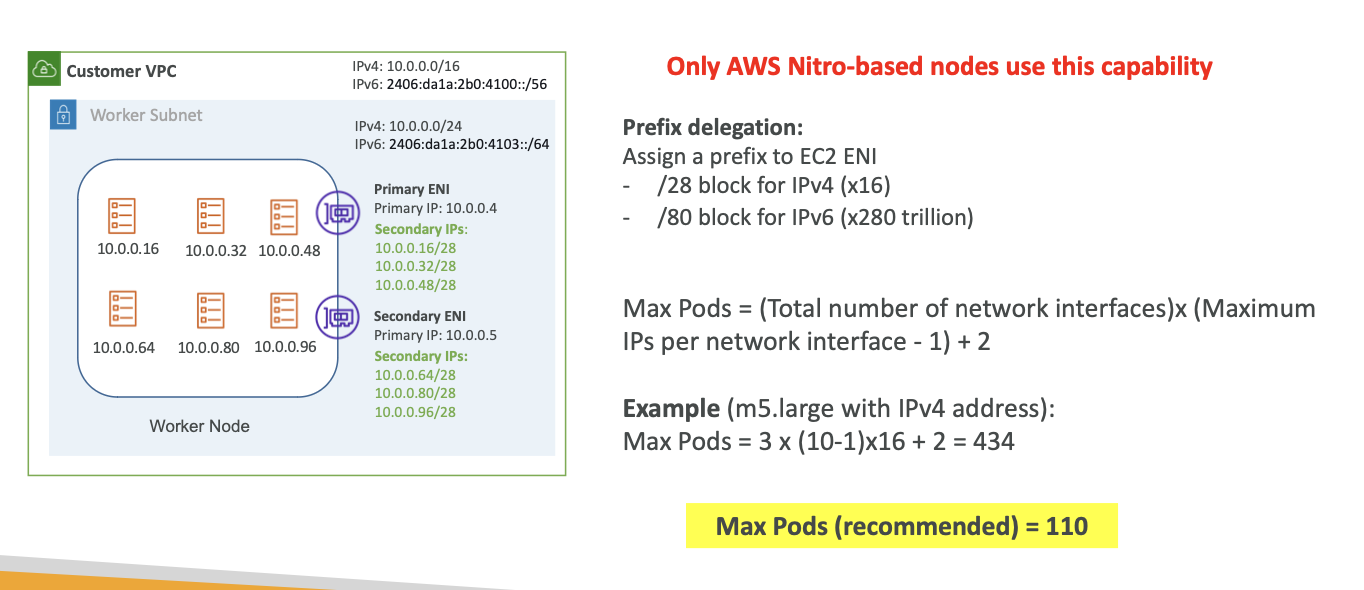 Customer VPC
IPv4: 10.0.0.0/16
IPv6: 2406:da1a:2b0:4100::/56
Worker Subnet
IPv4: 10.0.0.0/24
IPv6: 2406:da1a:2b0:4103::/64
10.0.0.16
10.0.0.32
10.0.0.48
10.0.0.64
10.0.0.80
10.0.0.96
Worker Node
Primary ENI
Primary IP: 10.0.0.4
Secondary IPs:
10.0.0.16/28
10.0.0.32/28
10.0.0.48/28
Secondary ENI
Primary IP: 10.0.0.5
Secondary IPs:
10.0.0.64/28
10.0.0.80/28
10.0.0.96/28
Only AWS Nitro-based nodes use this capability
Prefix delegation:
Assign a prefix to EC2 ENI
- /28 block for IPv4 (x16)
- /80 block for IPv6 (x280 trillion)
Max Pods = (Total number of network interfaces)x (Maximum
IPs per network interface - 1) + 2
Example (m5.large with IPv4 address):
Max Pods = 3 x (10-1)x16 + 2 = 434
Max Pods (recommended) = 110